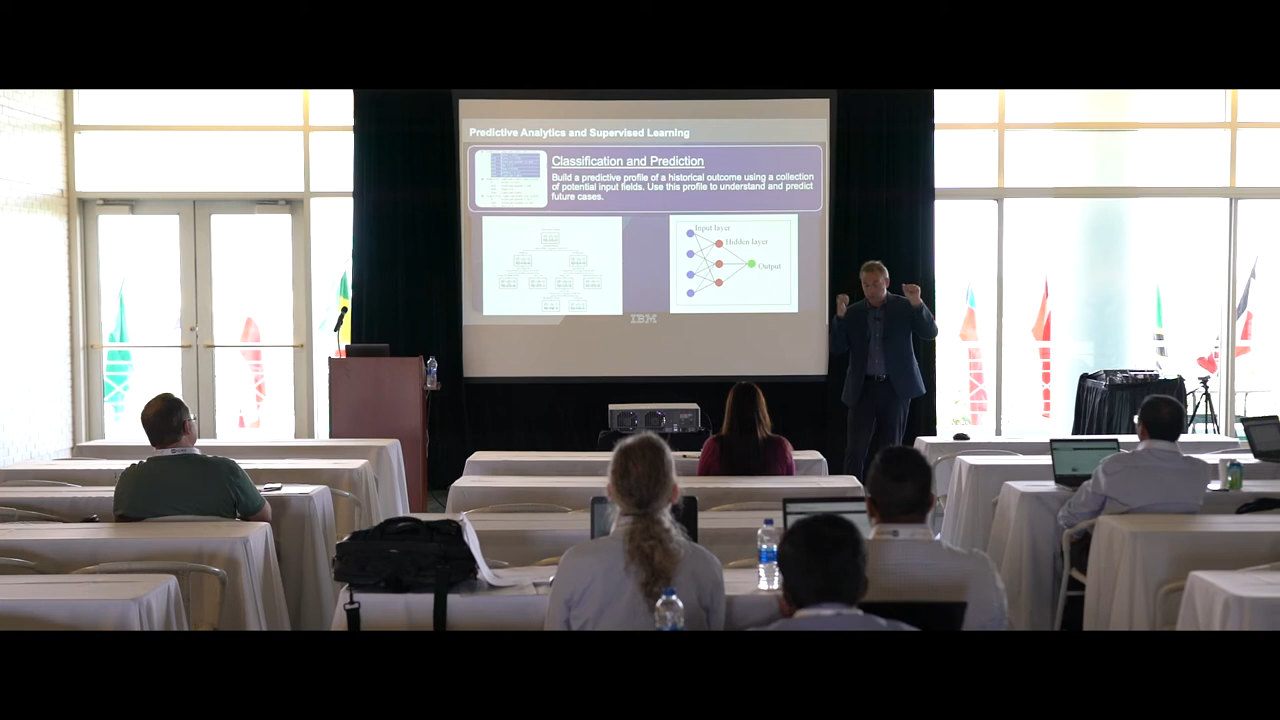 Predictive Analytics and Supervised Learning
Classification and Prediction
Build a predictive profile of a historical outcome using a collection
of potential input fields. Use this profile to understand and predict
future cases.
Input layer
Hidden layer
Output
IBM